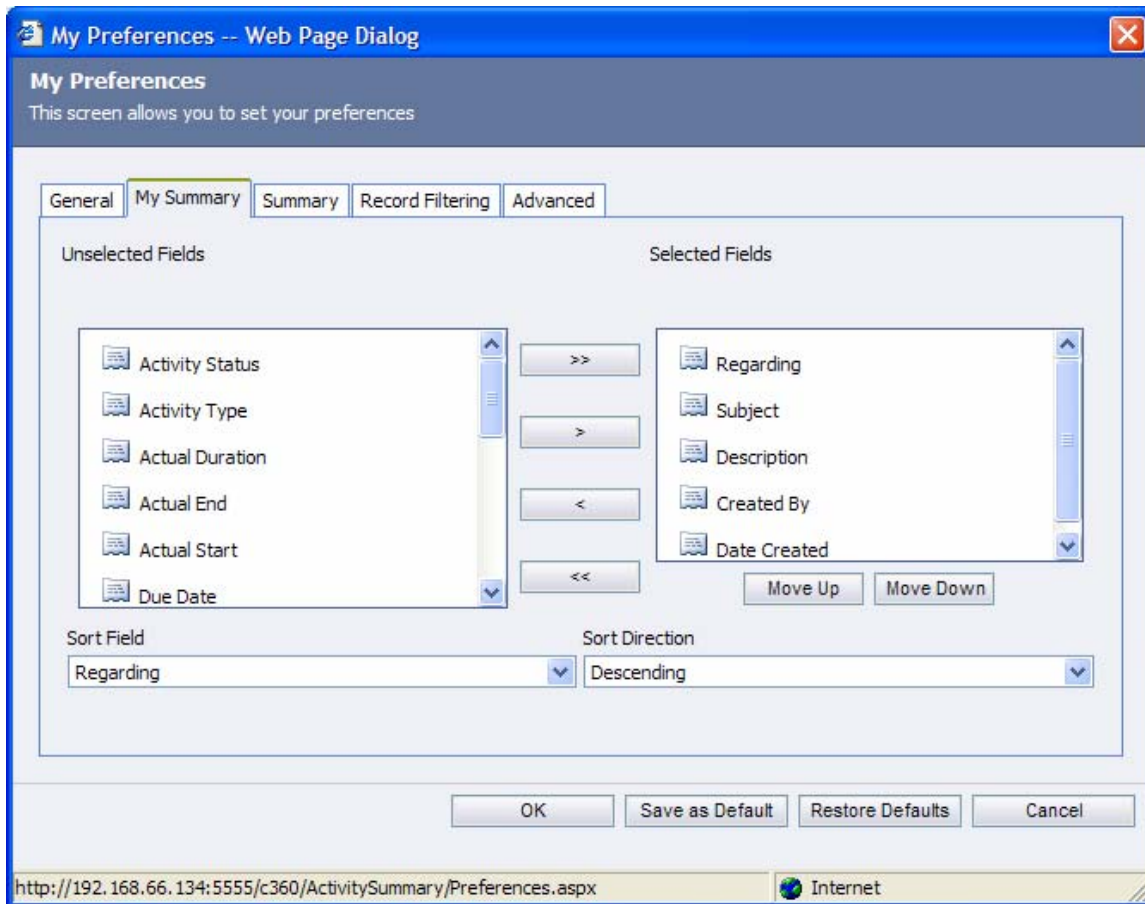 My Preferences -- Web Page Dialog
My Preferences
This screen allows you to set your preferences
General My Summary Summary Record Filtering Advanced
Unselected Fields Selected Fields
Activity Status
Activity Type
Actual Duration
Actual End
Actual Start
Due Date
>>
>
<
<<
Regarding
Subject
Description
Created By
Date Created
Move Up Move Down
Sort Field Sort Direction
Regarding Descending
OK Save as Default Restore Defaults Cancel
http://192.168.66.134:5555/c360/ActivitySummary/Preferences.aspx Internet